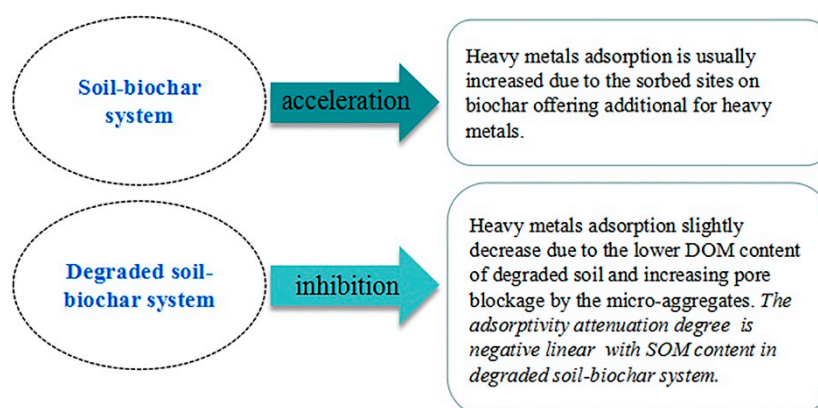 Soil-biochar
system
acceleration
Heavy metals adsorption is usually
increased due to the sorbed sites on
biochar offering additional for heavy
metals.
Degraded soil-
biochar system
inhibition
Heavy metals adsorption slightly
decrease due to the lower DOM content
of degraded soil and increasing pore
blockage by the micro-aggregates. The
adsorptivity attenuation degree is
negative linear with SOM content in
degraded soil-biochar system.